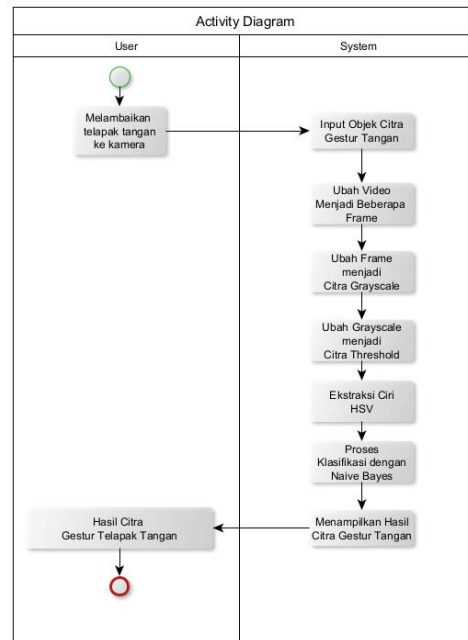 Activity Diagram
User
System
Melambaikan
telapak tangan
ke kamera
Input Objek Citra
Gestur Tangan
Ubah Video
Menjadi Beberapa
Frame
Ubah Frame
menjadi
Citra Grayscale
Ubah Grayscale
menjadi
Citra Threshold
Ekstraksi Ciri
HSV
Proses
Klasifikasi dengan
Naive Bayes
Menampilkan Hasil
Citra Gestur Tangan
Hasil Citra
Gestur Telapak Tangan